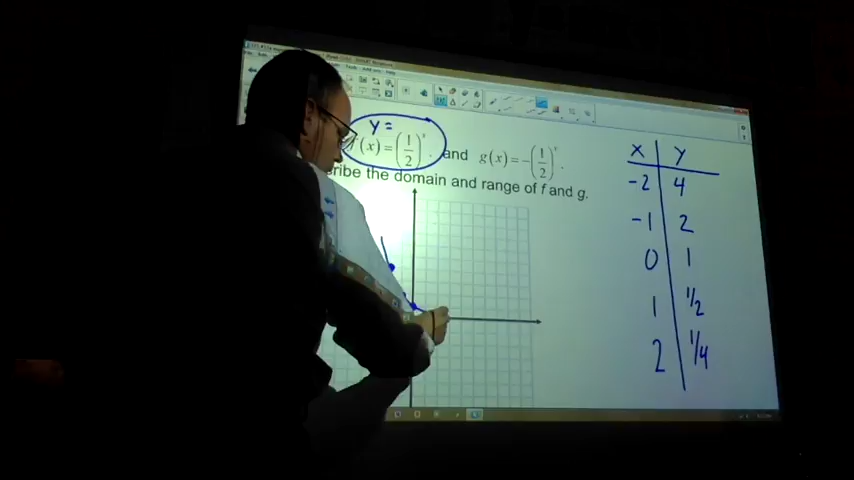 y =
f(x) = (1/2)^x. and g(x) = -(1/2)^x.
cribe the domain and range of f and g.
X Y
-2 4
-1 2
0 1
1 1/2
2 1/4